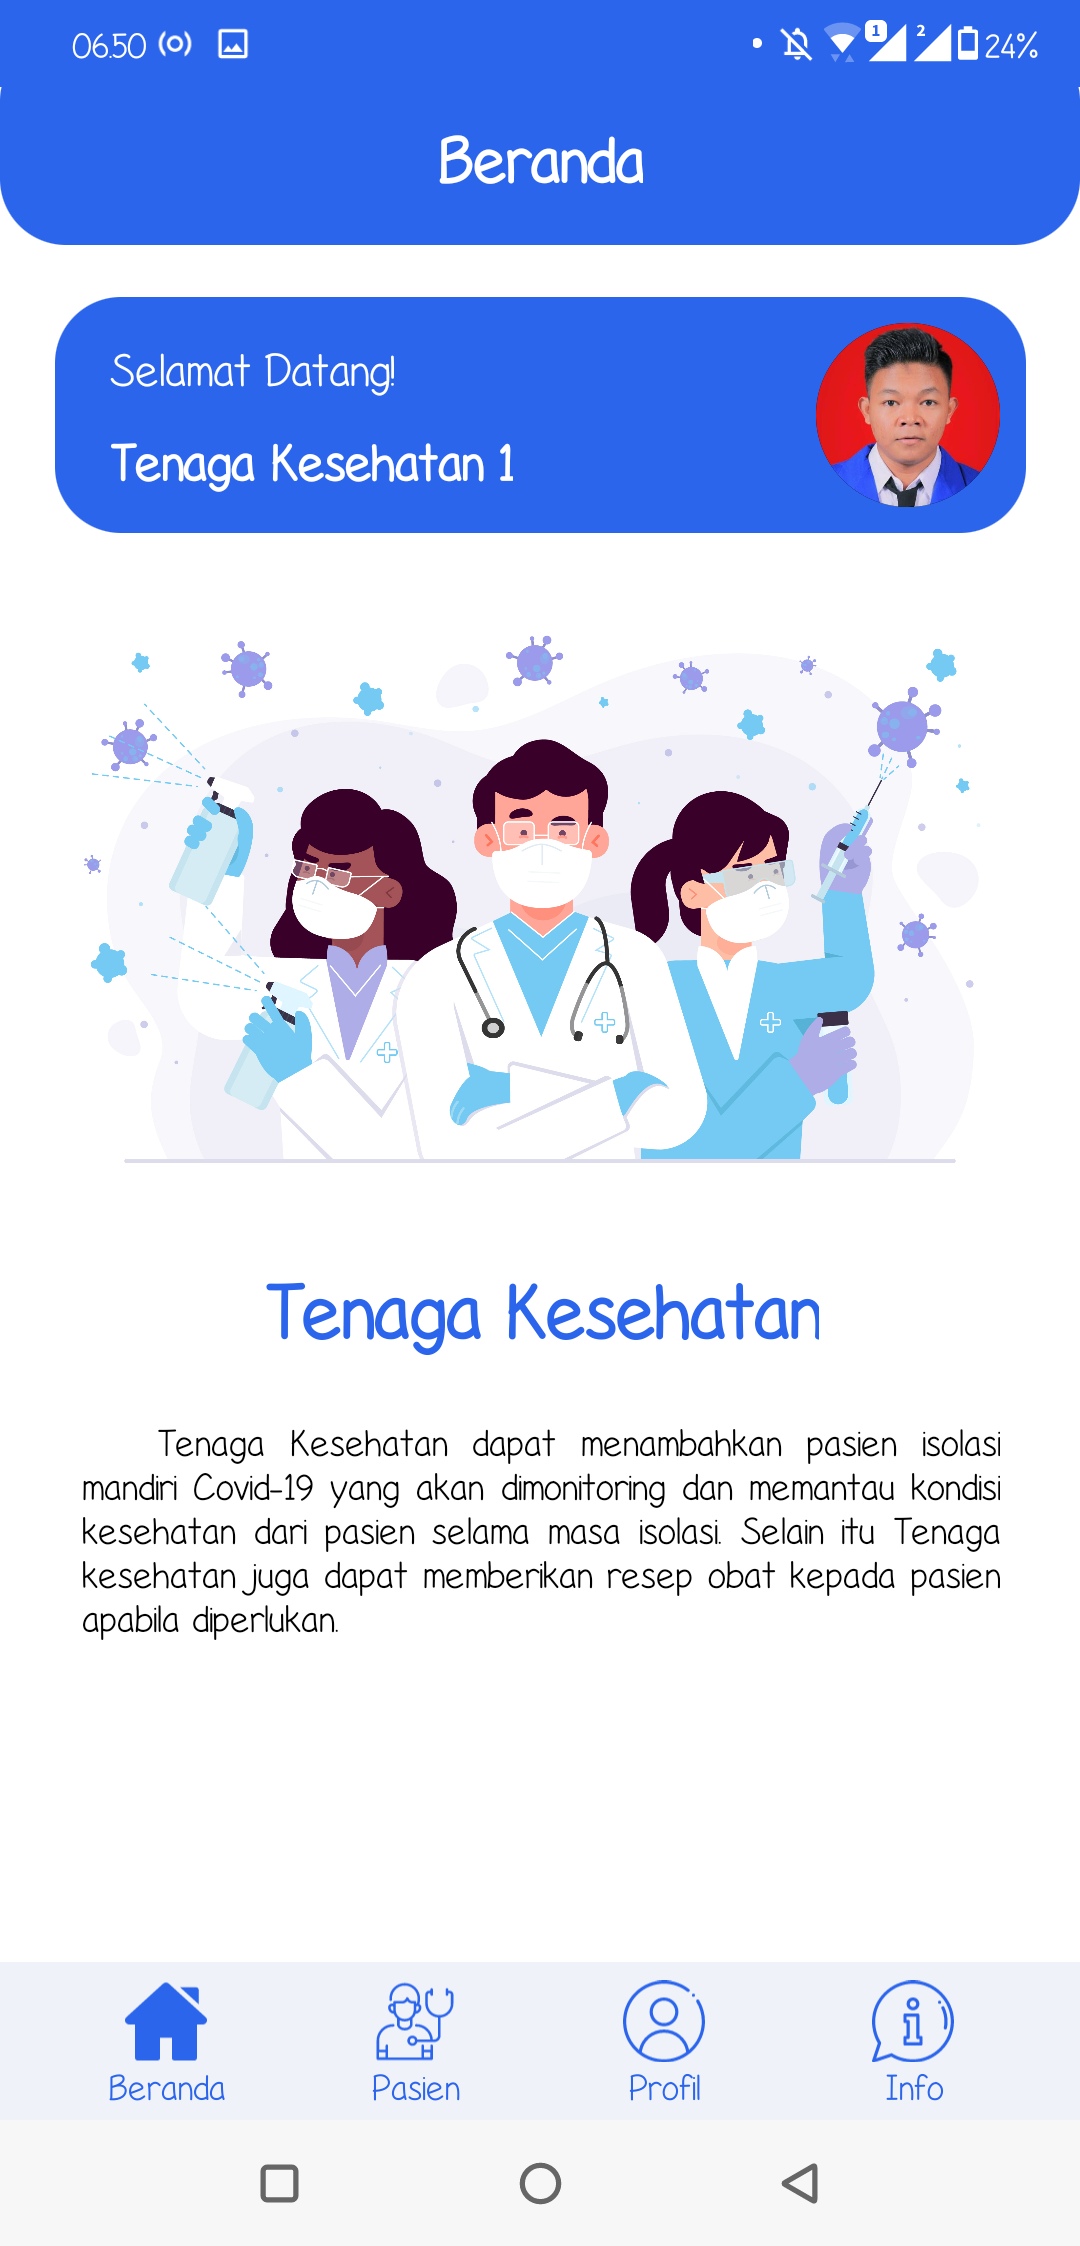 06.50
1
2
24%
Beranda
Selamat Datang!
Tenaga Kesehatan 1
Tenaga Kesehatan
Tenaga Kesehatan dapat menambahkan pasien isolasi
mandiri Covid-19 yang akan dimonitoring dan memantau kondisi
kesehatan dari pasien selama masa isolasi. Selain itu Tenaga
kesehatan juga dapat memberikan resep obat kepada pasien
apabila diperlukan.
Beranda
Pasien
Profil
Info